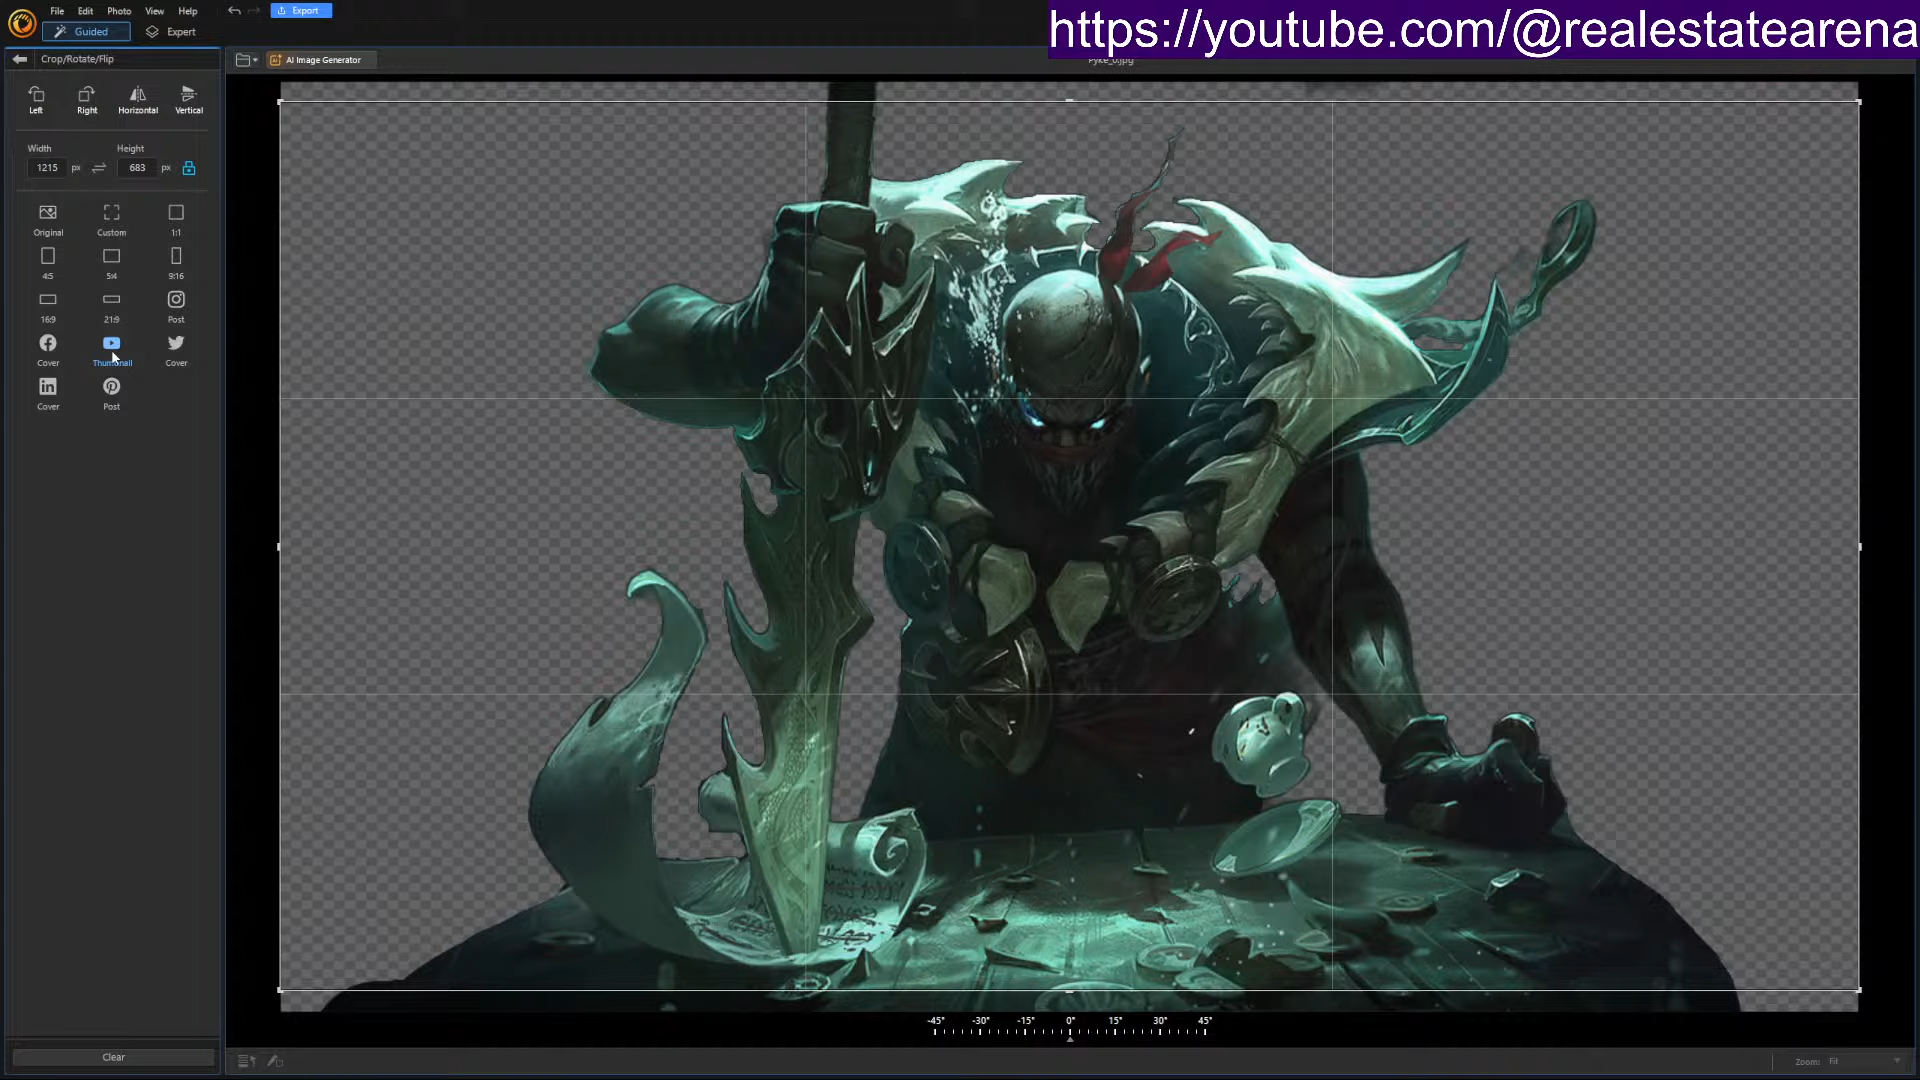 File Edit Photo View Help
Export
https://youtube.com/@realestatearena
Guided
Expert
Crop/Rotate/Flip
AI Image Generator
Pyke_0.jpg
Left Right Horizontal Vertical
Width Height
1215 px 683 px
Original Custom 1:1
4:5 5:4 9:16
16:9 21:9 Post
Cover Thumbnail Cover
Cover Post
-45° -30° -15° 0° 15° 30° 45°
Clear
Zoom: Fit